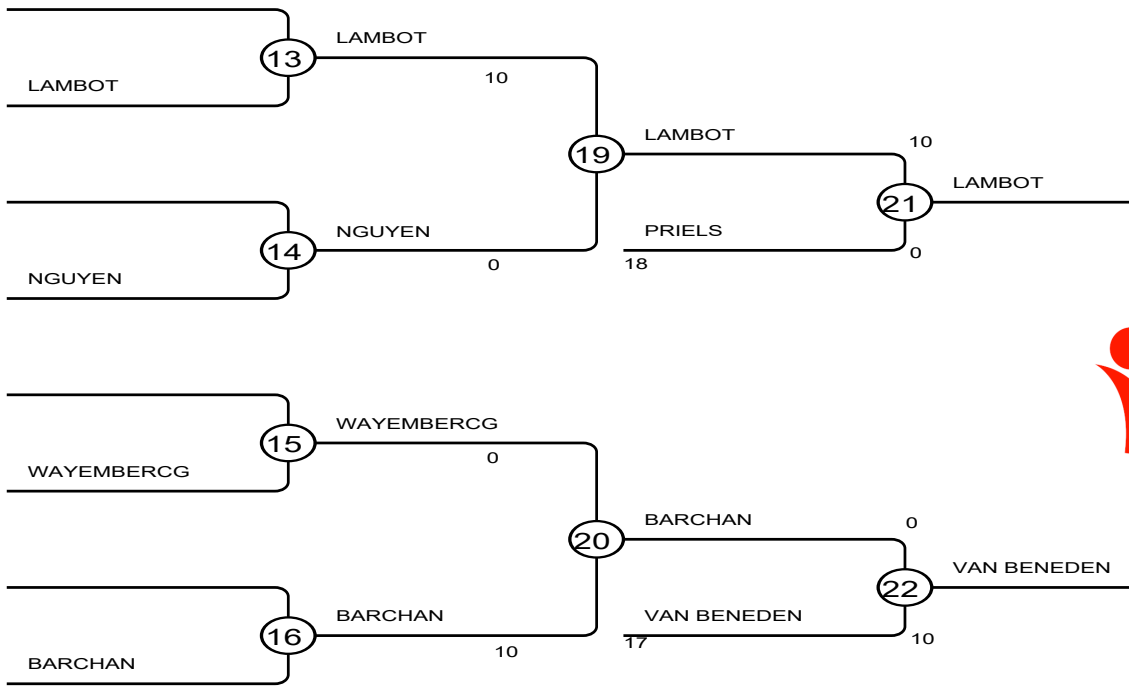 LAMBOT
13
10
LAMBOT
LAMBOT
10
19
LAMBOT
21
NGUYEN
PRIELS
14
0
18
0
NGUYEN
WAYEMBERCG
15
0
WAYEMBERCG
BARCHAN
0
20
VAN BENEDEN
22
BARCHAN
VAN BENEDEN
16
10
17
10
BARCHAN